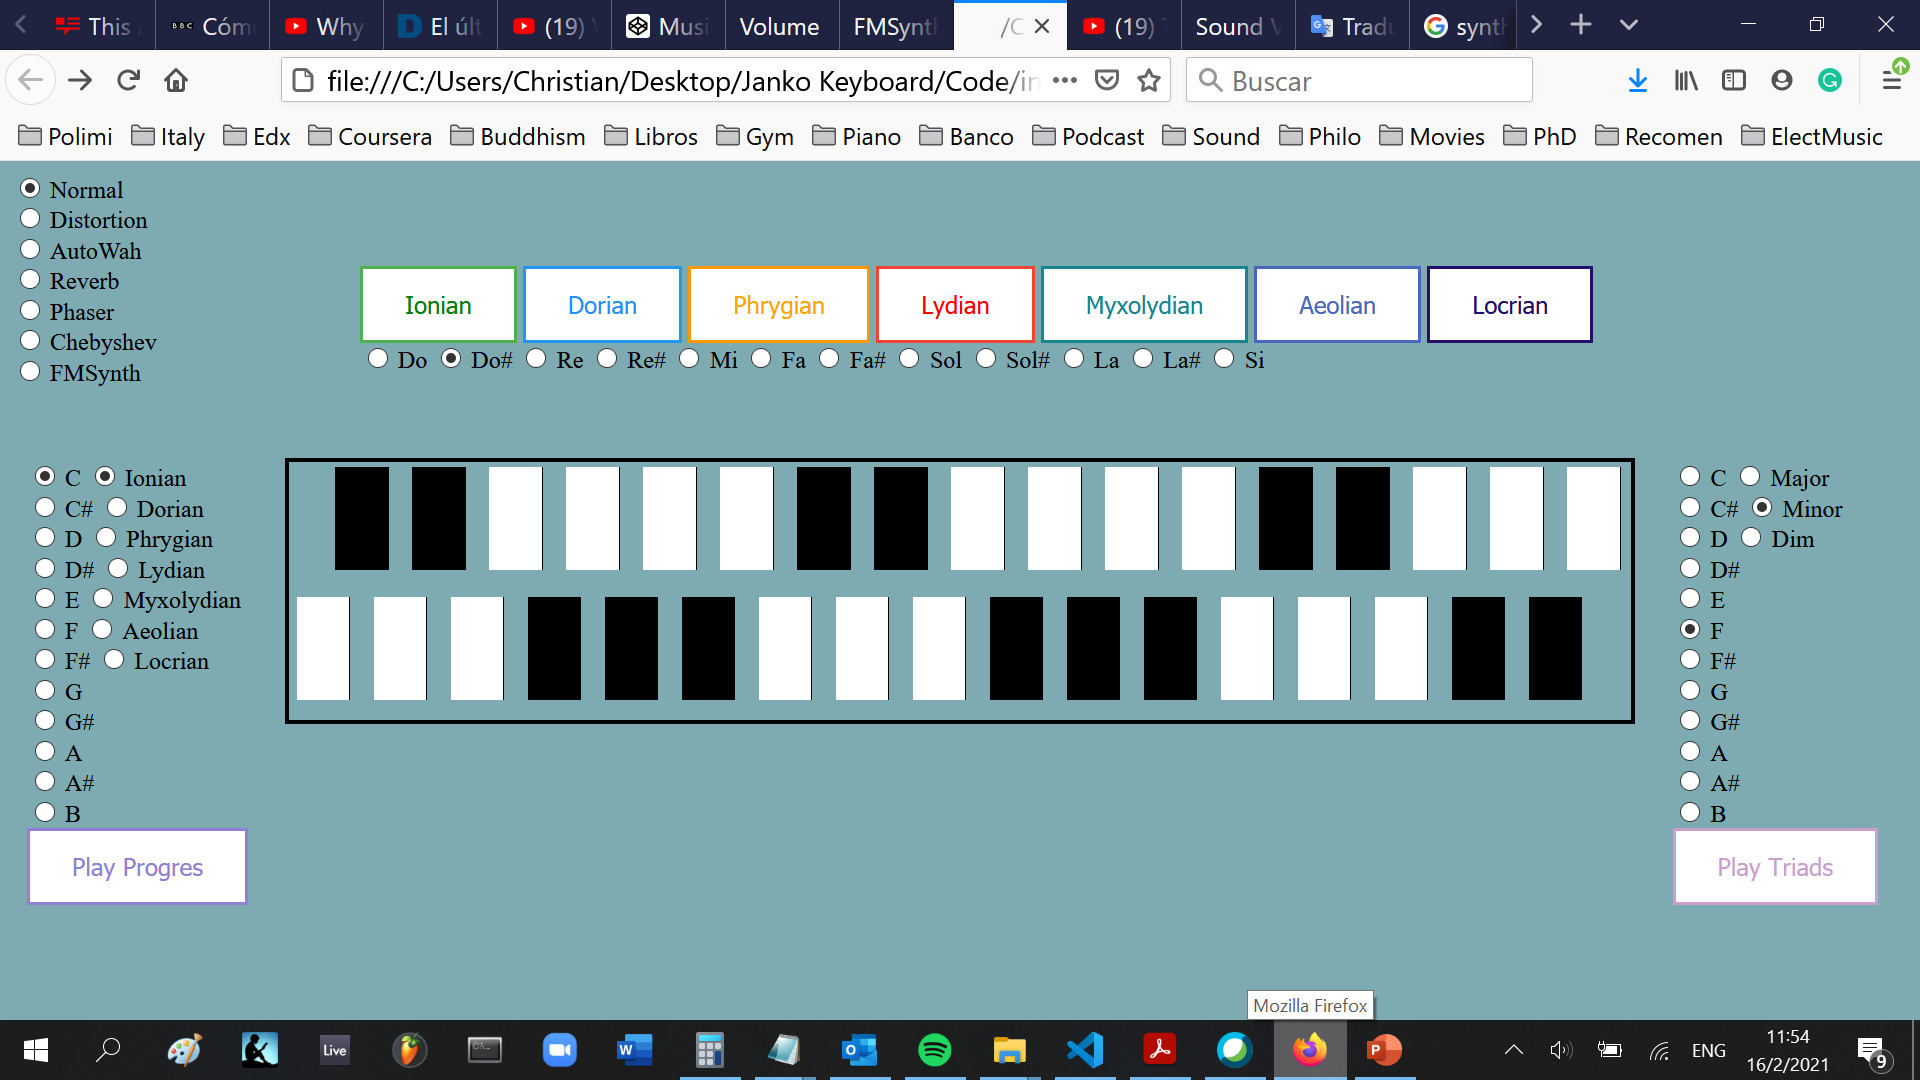 This
BBC Cóm
Why
El últ
(19)
Musi
Volume
FMSynt
/C
(19)
Sound V
Tradu
synth
file:///C:/Users/Christian/Desktop/Janko Keyboard/Code/in
Buscar
Polimi Italy Edx Coursera Buddhism Libros Gym Piano Banco Podcast Sound Philo Movies PhD Recomen ElectMusic
Normal
Distortion
AutoWah
Reverb
Phaser
Chebyshev
FMSynth
Ionian Dorian Phrygian Lydian Myxolydian Aeolian Locrian
Do Do# Re Re# Mi Fa Fa# Sol Sol# La La# Si
C Ionian
C# Dorian
D Phrygian
D# Lydian
E Myxolydian
F Aeolian
F# Locrian
G
G#
A
A#
B
Play Progres
C Major
C# Minor
D Dim
D#
E
F
F#
G
G#
A
A#
B
Play Triads
Mozilla Firefox
Live
ENG
11:54
16/2/2021
9